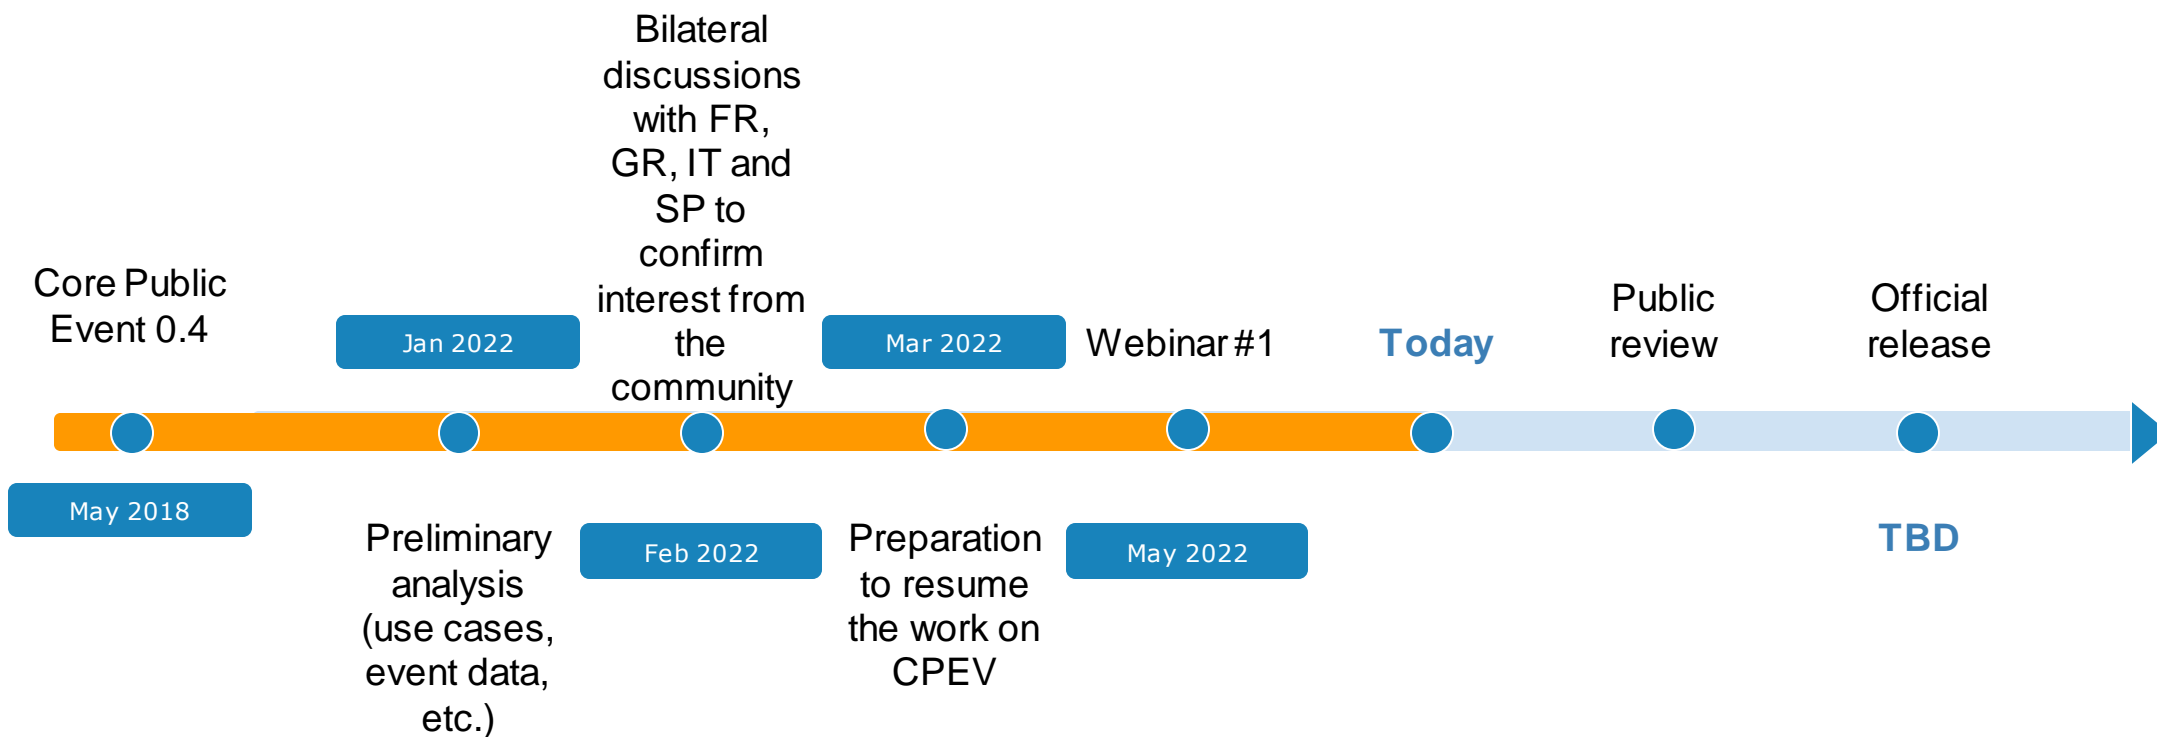 Core Public
Event 0.4
May 2018
Jan 2022
Preliminary
analysis
(use cases,
event data,
etc.)
Bilateral
discussions
with FR,
GR, IT and
SP to
confirm
interest from
the
community
Feb 2022
Mar 2022
Preparation
to resume
the work on
CPEV
Webinar #1
May 2022
Today
Public
review
Official
release
TBD